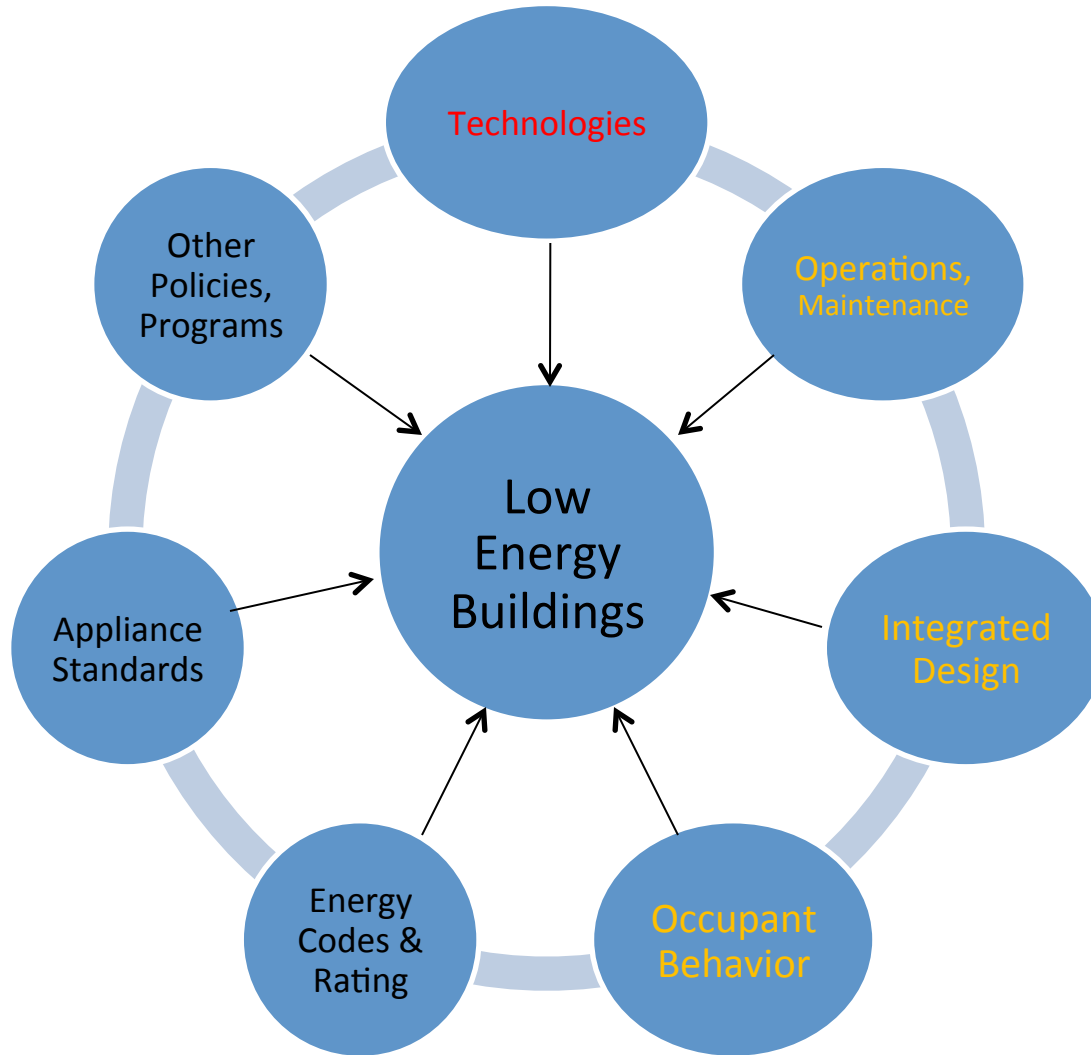 Technologies
Operations,
Maintenance
Integrated
Design
Occupant
Behavior
Energy
Codes &
Rating
Appliance
Standards
Other
Policies,
Programs
Low
Energy
Buildings